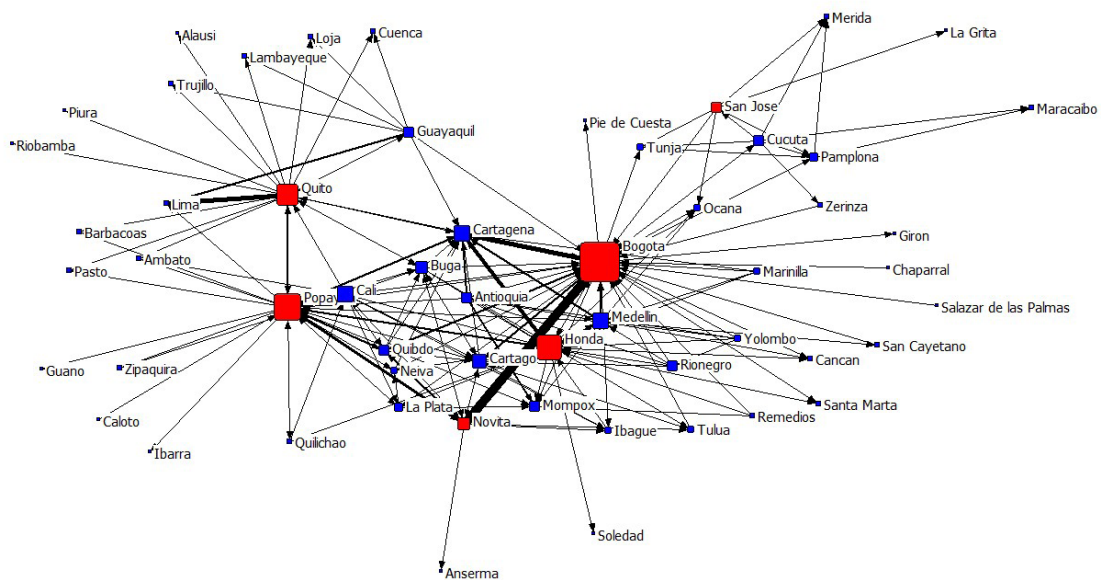 Merida
La Grita
Alausi
Loja
Cuenca
Lambayeque
Trujillo
San Jose
Maracaibo
Piura
Pie de Cuesta
Guayaquil
Cucuta
Riobamba
Tunja
Pamplona
Quito
Lima
Ocana
Zerinza
Barbacoas
Cartagena
Giron
Bogota
Ambato
Pasto
Buga
Marinilla
Chaparral
Cali
Antioquia
Popay
Salazar de las Palmas
Medellin
Honda
Yolombo
San Cayetano
Quibdo
Cartago
Cancan
Guano
Zipaquira
Neiva
Rionegro
La Plata
Mompox
Santa Marta
Caloto
Novita
Remedios
Ibague
Tulua
Quilichao
Ibarra
Soledad
Anserma